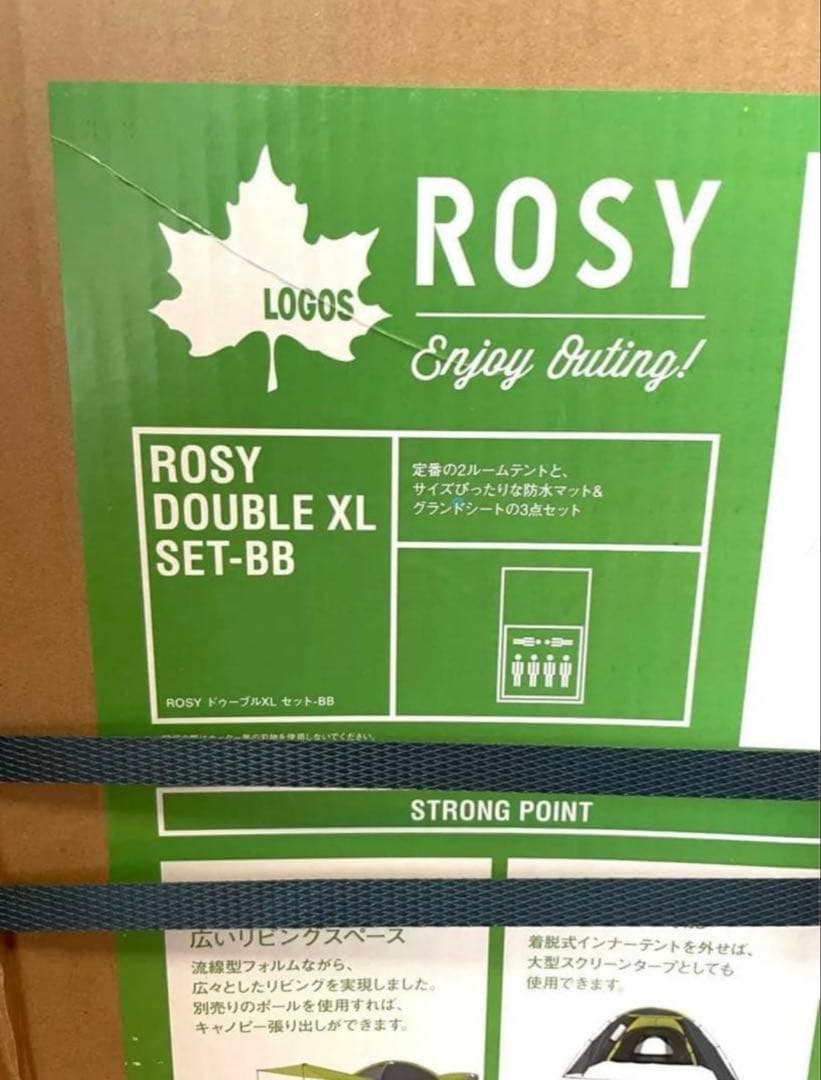 LOGOS
ROSY
Enjoy Outing!
ROSY
DOUBLE XL
SET-BB
ROSY ドゥーブルXL セット-BB
定番の2ルームテントと、
サイズぴったりな防水マット&
グランドシートの3点セット
STRONG POINT
広いリビングスペース
流線型フォルムながら、
広々としたリビングを実現しました。
別売りのポールを使用すれば、
キャノピー張り出しができます。
着脱式インナーテントを外せば、
大型スクリーンタープとしても
使用できます。